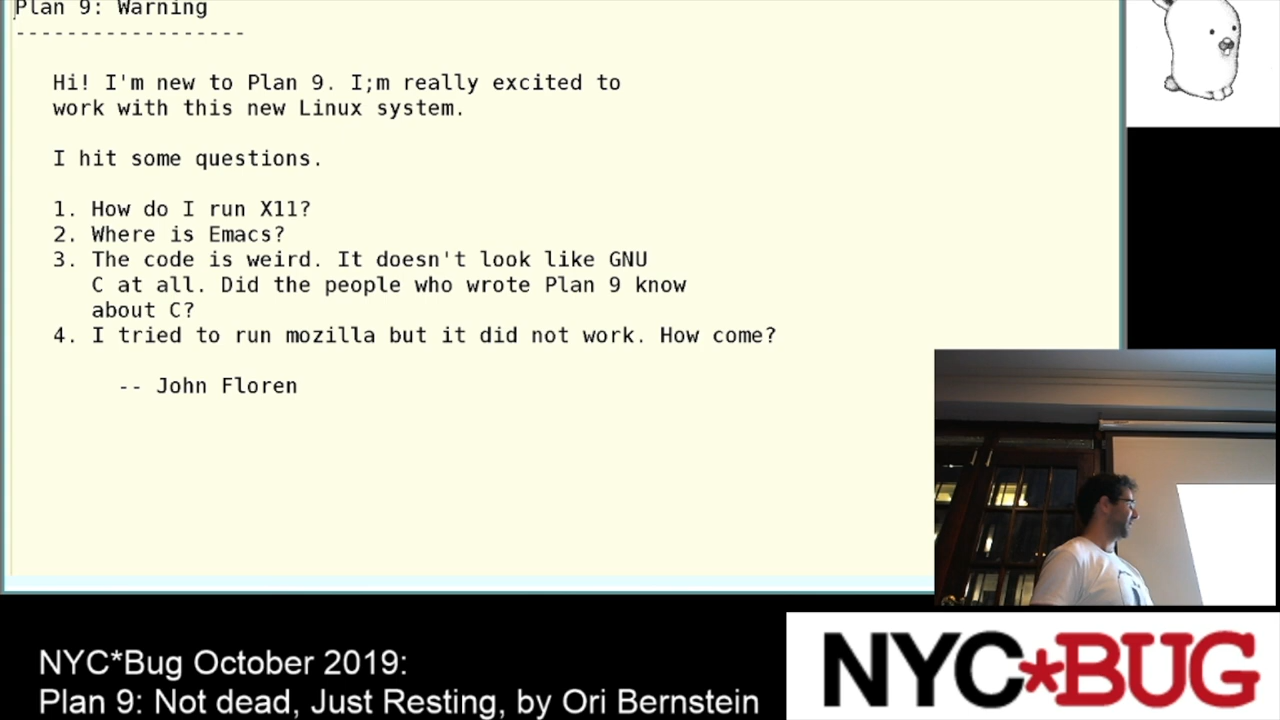 Plan 9: Warning
------------------
Hi! I'm new to Plan 9. I;m really excited to
work with this new Linux system.
I hit some questions.
1. How do I run X11?
2. Where is Emacs?
3. The code is weird. It doesn't look like GNU
C at all. Did the people who wrote Plan 9 know
about C?
4. I tried to run mozilla but it did not work. How come?
-- John Floren
NYC*Bug October 2019:
Plan 9: Not dead, Just Resting, by Ori Bernstein
NYC*BUG